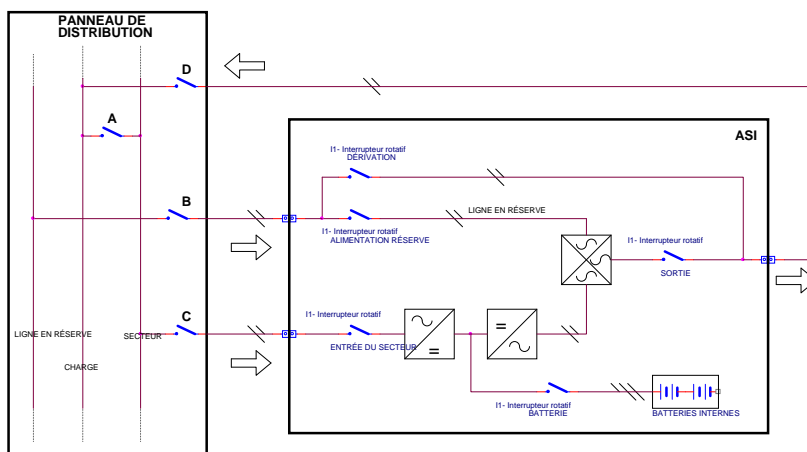 PANNEAU DE
DISTRIBUTION
D
A
ASI
I1- Interrupteur rotatif
DÉRIVATION
B
LIGNE EN RÉSERVE
I1- Interrupteur rotatif
ALIMENTATION RÉSERVE
I1- Interrupteur rotatif
SORTIE
C
I1- Interrupteur rotatif
LIGNE EN RÉSERVE
SECTEUR
ENTRÉE DU SECTEUR
CHARGE
I1- Interrupteur rotatif
BATTERIE
BATTERIES INTERNES